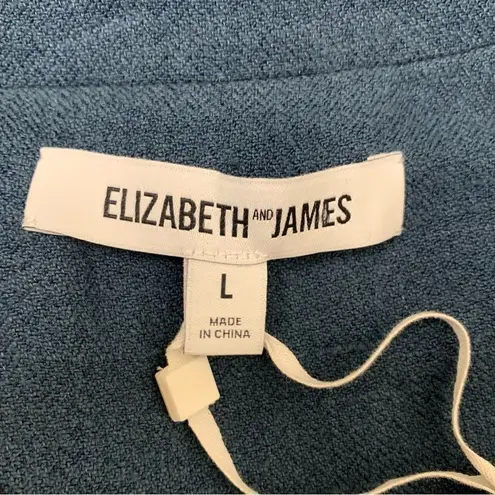 ELIZABETH AND JAMES
L
MADE
IN CHINA